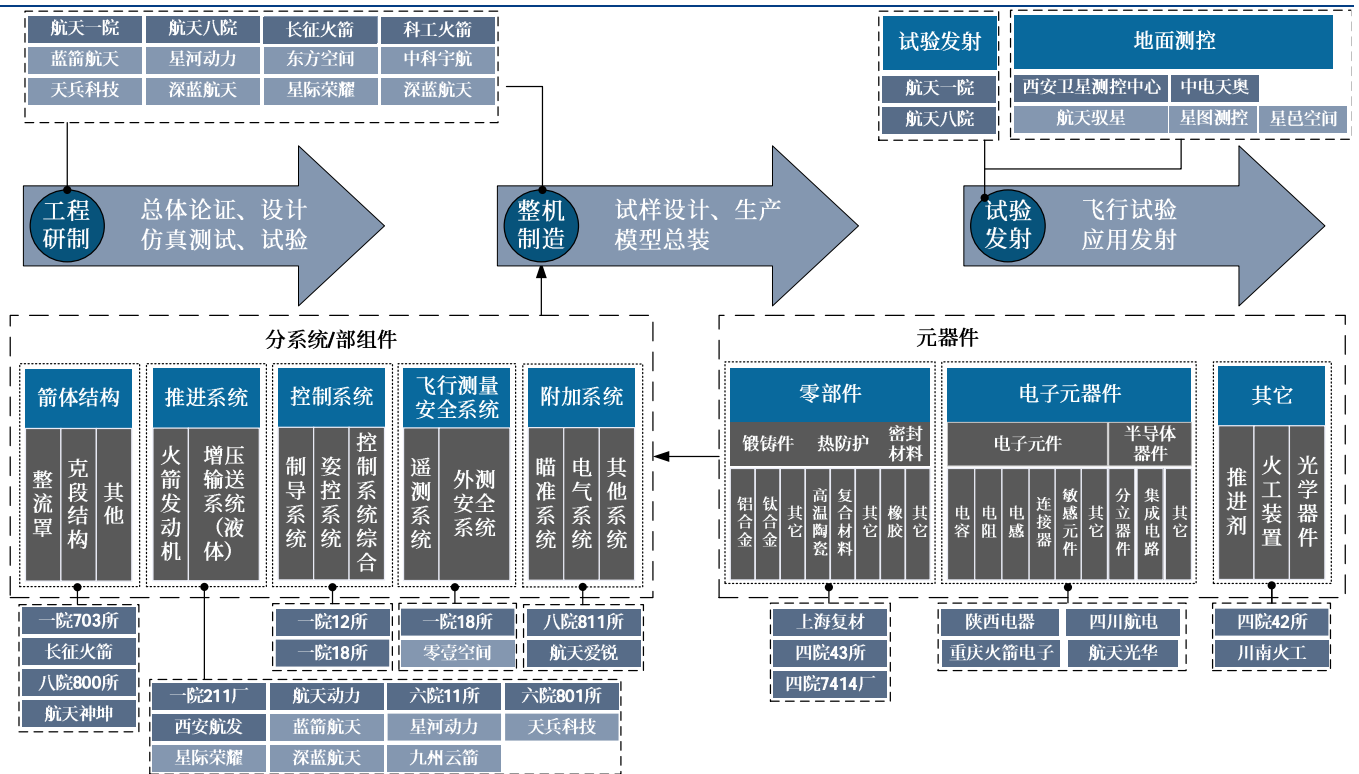 航天一院 航天八院 长征火箭 科工火箭
蓝箭航天 星河动力 东方空间 中科宇航
天兵科技 深蓝航天 星际荣耀 深蓝航天
试验发射
航天一院
航天八院
地面测控
西安卫星测控中心 中电天奥
航天驭星 星图测控 星邑空间
工程
研制
总体论证、设计
仿真测试、试验
整机
制造
试样设计、生产
模型总装
试验
发射
飞行试验
应用发射
分系统/部组件
箭体结构
整流罩
克段结构
其他
推进系统
火箭发动机
增压
输送
系统
（液
体）
控制系统
制导系统
姿控系统
控制系统综合
飞行测量
安全系统
遥测系统
外测
安全
系统
附加系统
瞄准系统
电气系统
其他系统
元器件
零部件
锻铸件 热防护 密封
材料
铝合金
钛合金
其它
高温陶瓷
复合材料
其它
橡胶
其它
电子元器件
电子元件 半导体
器件
电容
电阻
电感
连接器
敏感元件
其它
分立器件
集成电路
其它
其它
推进剂
火工装置
光学器件
一院703所
长征火箭
八院800所
航天神坤
一院12所
一院18所
一院18所
零壹空间
八院811所
航天爱锐
一院211厂 航天动力 六院11所 六院801所
西安航发 蓝箭航天 星河动力 天兵科技
星际荣耀 深蓝航天 九州云箭
上海复材
四院43所
四院7414厂
陕西电器 四川航电
重庆火箭电子 航天光华
四院42所
川南火工